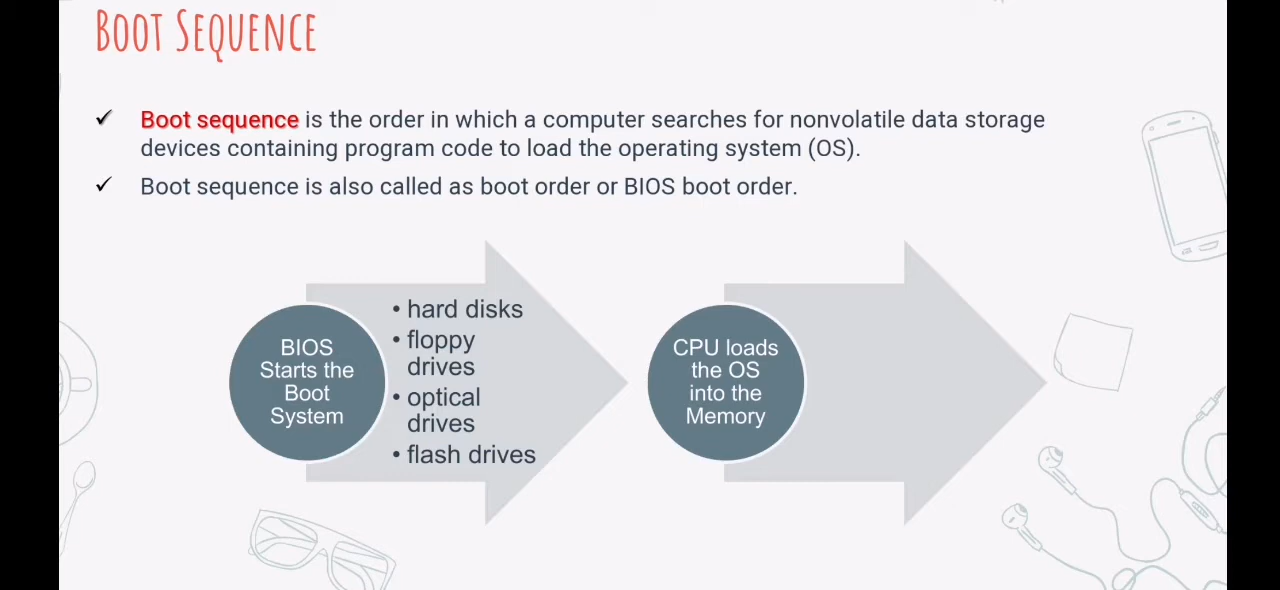 Boot Sequence
✓ Boot sequence is the order in which a computer searches for nonvolatile data storage
devices containing program code to load the operating system (OS).
✓ Boot sequence is also called as boot order or BIOS boot order.
BIOS
Starts the
Boot
System
• hard disks
• floppy
drives
• optical
drives
• flash drives
CPU loads
the OS
into the
Memory